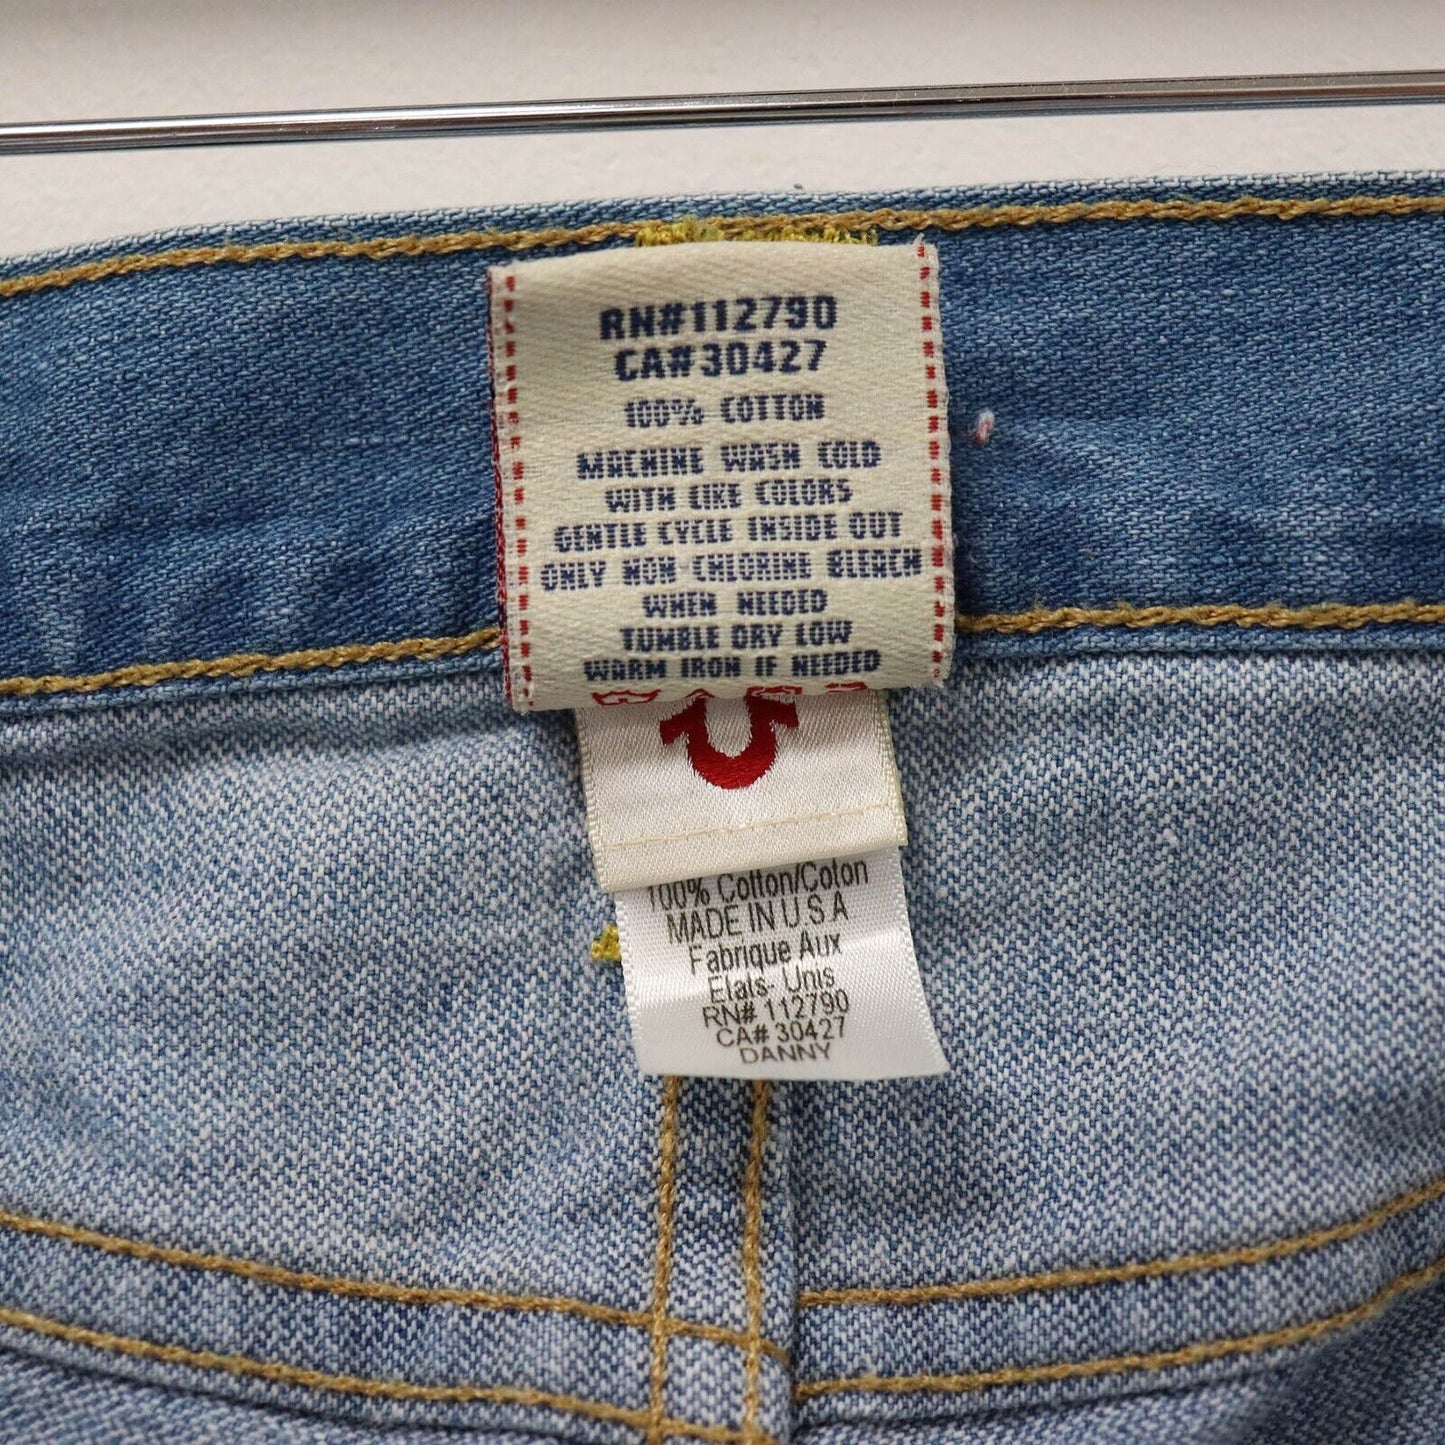 RN#112790
CA#30427
100% COTTON
MACHINE WASH COLD
WITH LIKE COLORS
GENTLE CYCLE INSIDE OUT
ONLY NON-CHLORINE BLEACH
WHEN NEEDED
TUMBLE DRY LOW
WARM IRON IF NEEDED
100% Cotton/Coton
MADE IN U.S.A.
Fabrique Aux
Etats- Unis
RN# 112790
CA# 30427
DANNY